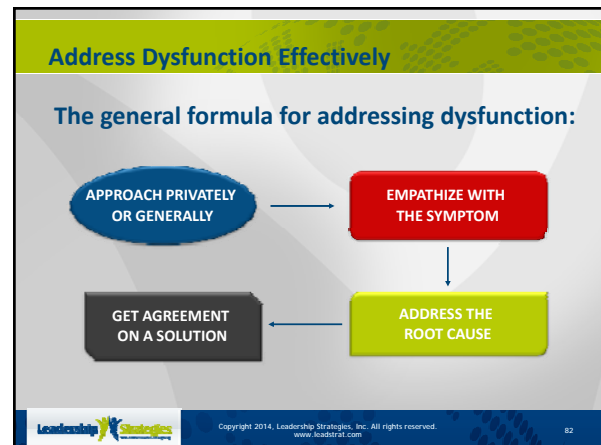 Address Dysfunction Effectively
The general formula for addressing dysfunction:
APPROACH PRIVATELY
OR GENERALLY
EMPATHIZE WITH
THE SYMPTOM
GET AGREEMENT
ON A SOLUTION
ADDRESS THE
ROOT CAUSE
Leadership Strategies
Copyright 2014, Leadership Strategies, Inc. All rights reserved.
www.leadstrat.com
82